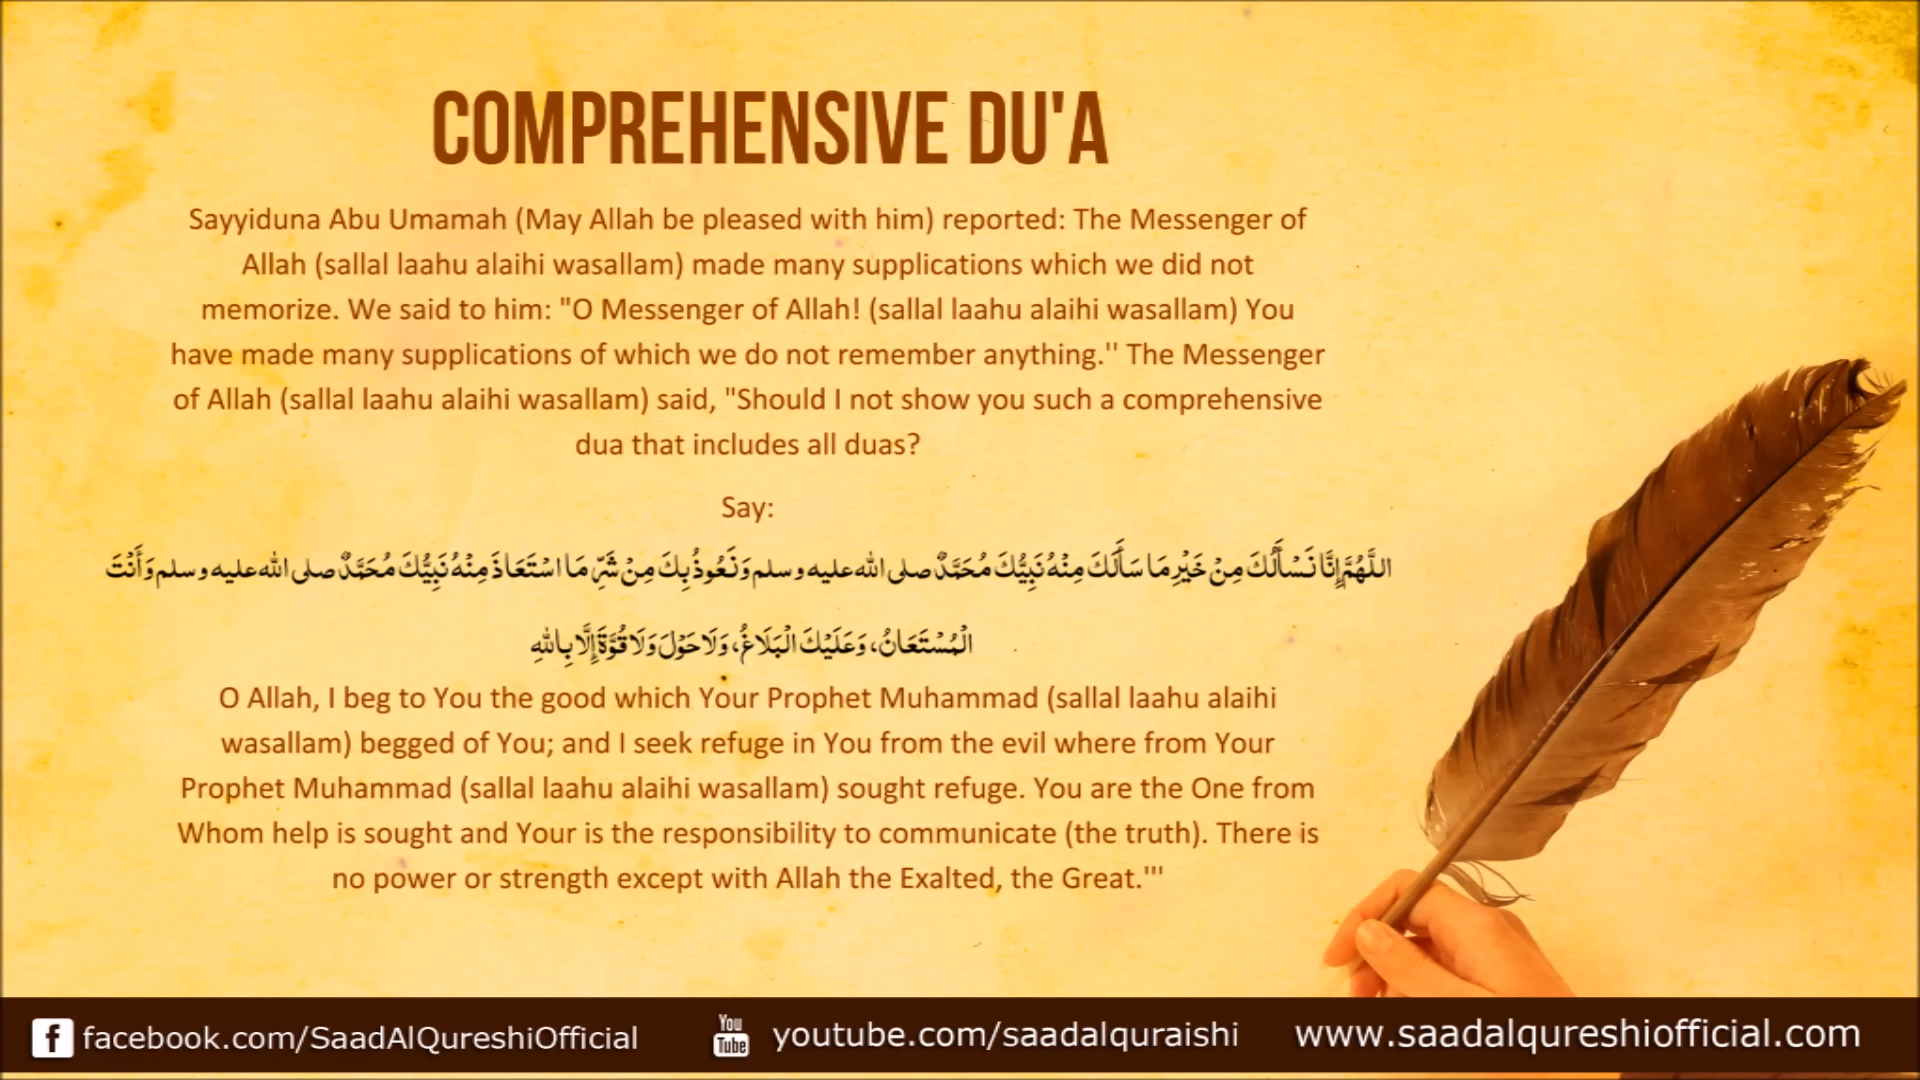 COMPREHENSIVE DU'A
Sayyiduna Abu Umamah (May Allah be pleased with him) reported: The Messenger of
Allah (sallal laahu alaihi wasallam) made many supplications which we did not
memorize. We said to him: "O Messenger of Allah! (sallal laahu alaihi wasallam) You
have made many supplications of which we do not remember anything.'' The Messenger
of Allah (sallal laahu alaihi wasallam) said, "Should I not show you such a comprehensive
dua that includes all duas?
Say:
اللَّهُمَّ إِنَّا نَسْأَلُكَ مِنْ خَيْرِ مَا سَأَلَكَ مِنْهُ نَبِيُّكَ مُحَمَّدٌ صلى الله عليه وسلم وَنَعُوذُ بِكَ مِنْ شَرِّ مَا اسْتَعَاذَ مِنْهُ نَبِيُّكَ مُحَمَّدٌ صلى الله عليه وسلم وَأَنْتَ
الْمُسْتَعَانُ، وَعَلَيْكَ الْبَلَاغُ، وَلَا حَوْلَ وَلَا قُوَّةَ إِلَّا بِاللهِ
O Allah, I beg to You the good which Your Prophet Muhammad (sallal laahu alaihi
wasallam) begged of You; and I seek refuge in You from the evil where from Your
Prophet Muhammad (sallal laahu alaihi wasallam) sought refuge. You are the One from
Whom help is sought and Your is the responsibility to communicate (the truth). There is
no power or strength except with Allah the Exalted, the Great.'''
f facebook.com/SaadAlQureshiOfficial
You Tube youtube.com/saadalquraishi
www.saadalqureshiofficial.com